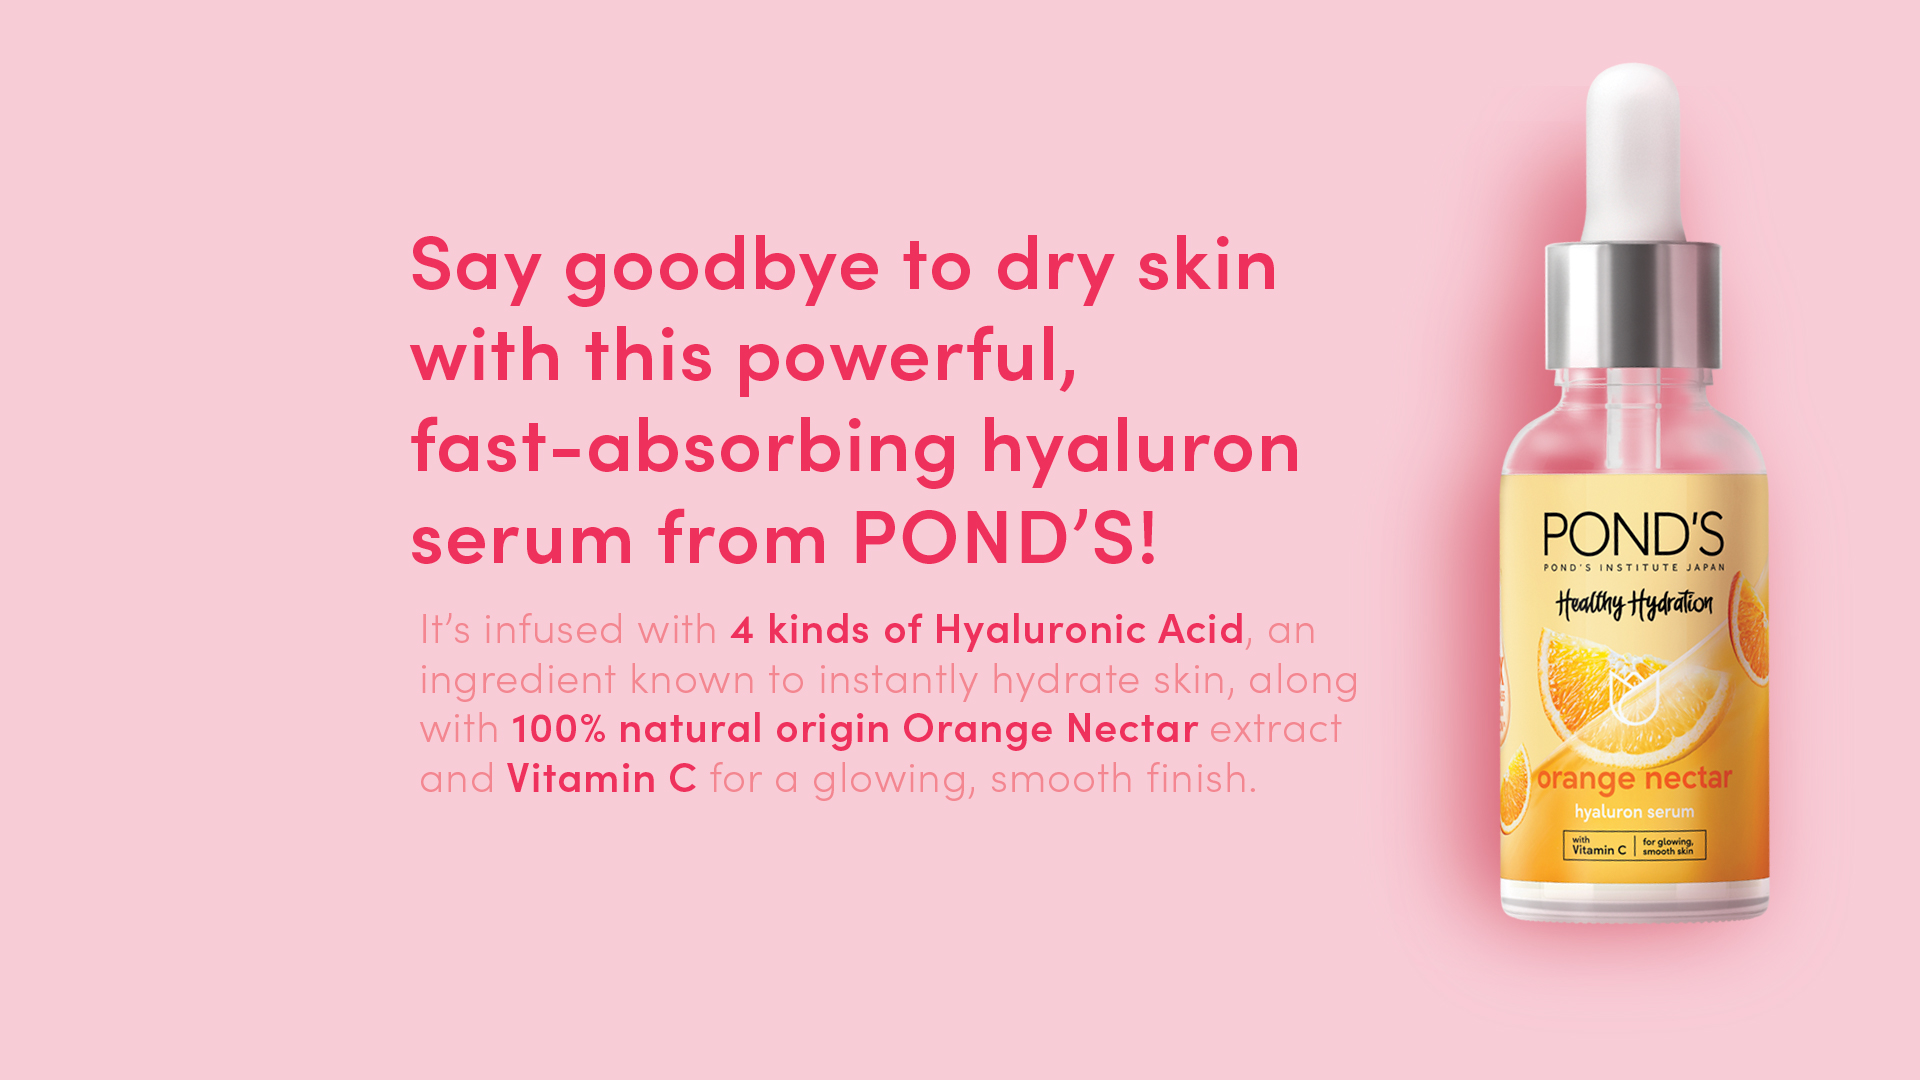 Say goodbye to dry skin
with this powerful,
fast-absorbing hyaluron
serum from POND’S!
It’s infused with 4 kinds of Hyaluronic Acid, an
ingredient known to instantly hydrate skin, along
with 100% natural origin Orange Nectar extract
and Vitamin C for a glowing, smooth finish.
POND'S
POND'S INSTITUTE JAPAN
Healthy Hydration
orange nectar
hyaluron serum
with
Vitamin C
for glowing,
smooth skin